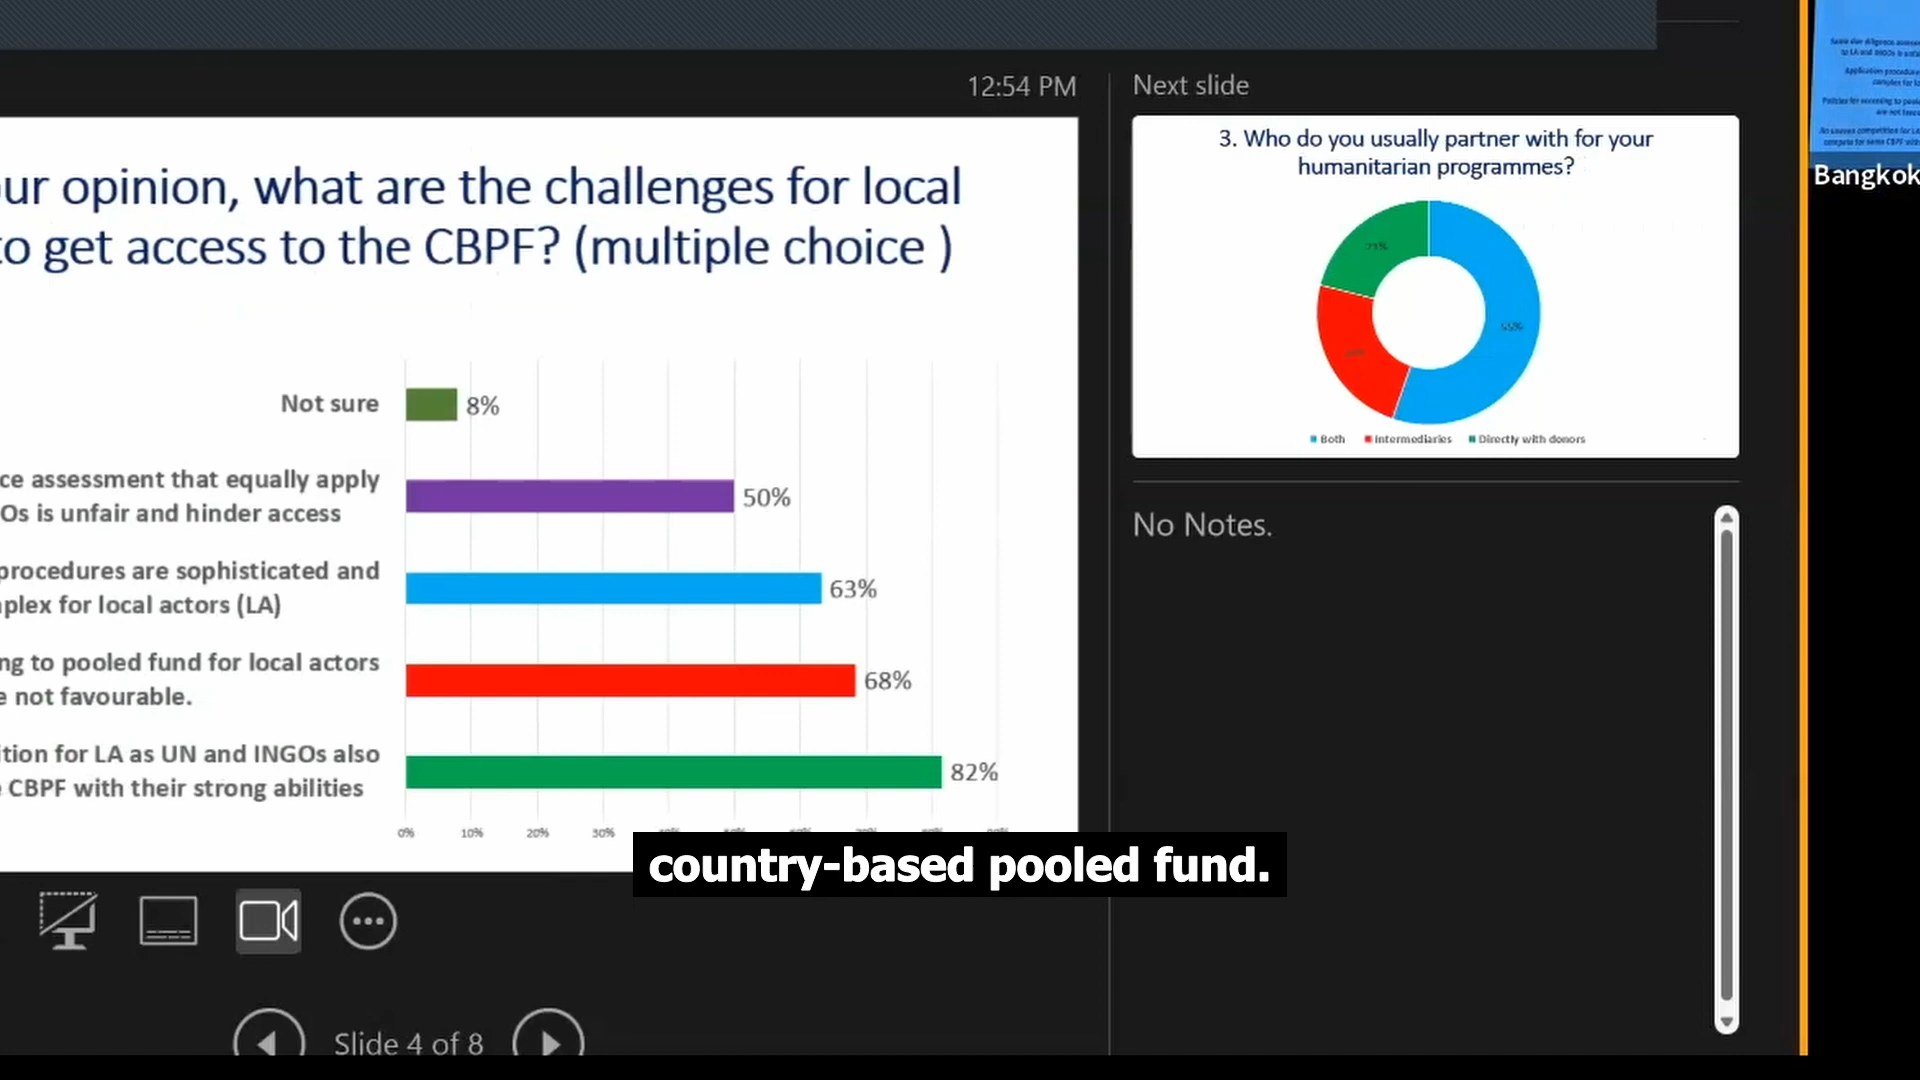 12:54 PM
ur opinion, what are the challenges for local
to get access to the CBPF? (multiple choice )
Not sure
8%
ce assessment that equally apply
Os is unfair and hinder access
50%
procedures are sophisticated and
plex for local actors (LA)
63%
ng to pooled fund for local actors
e not favourable.
68%
ition for LA as UN and INGOs also
CBPF with their strong abilities
82%
0% 10% 20% 30%
country-based pooled fund.
Slide 4 of 8
Next slide
3. Who do you usually partner with for your
humanitarian programmes?
21%
55%
Both Intermediaries Directly with donors
No Notes.
Bangkok